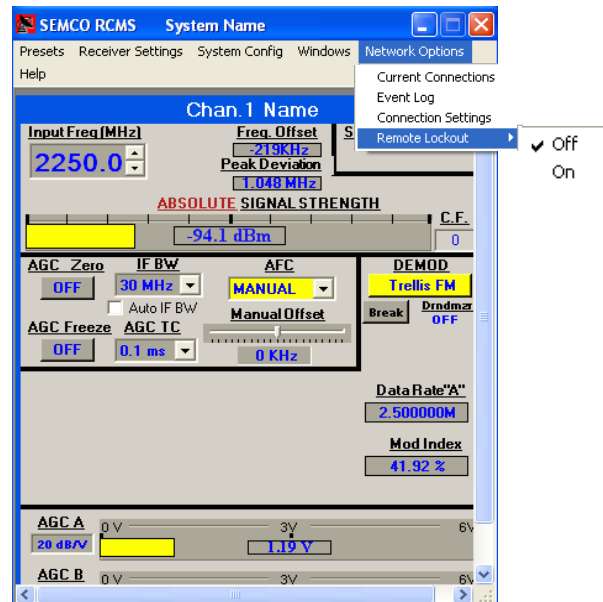 SEMCO RCMS System Name
Presets Receiver Settings System Config Windows Network Options
Help
Current Connections
Event Log
Connection Settings
Remote Lockout
Off
On
Chan.1 Name
Input Freq (MHz)
2250.0
Freq. Offset
-219KHz
Peak Deviation
1.048 MHz
S
ABSOLUTE SIGNAL STRENGTH
-94.1 dBm
C.F.
0
AGC Zero IF BW AFC DEMOD
OFF 30 MHz MANUAL Trellis FM
Auto IF BW Manual Offset Break Drndmzr
OFF
AGC Freeze AGC TC
OFF 0.1 ms 0 KHz
Data Rate"A"
2.500000M
Mod Index
41.92 %
AGC A 0 V 3V 6V
20 dB/V 1.19 V
AGC B 0 V 3V 6V